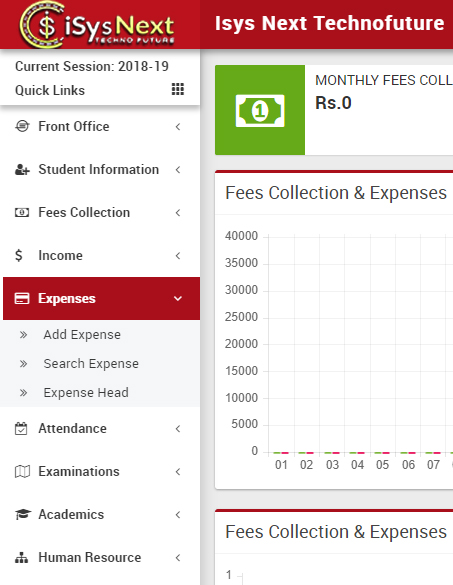 iSysNext
TECHNO FUTURE
Isys Next Technofuture
Current Session: 2018-19
Quick Links
Front Office
Student Information
Fees Collection
Income
Expenses
Add Expense
Search Expense
Expense Head
Attendance
Examinations
Academics
Human Resource
MONTHLY FEES COLL
Rs.0
Fees Collection & Expenses
40000
35000
30000
25000
20000
15000
10000
5000
0
01 02 03 04 05 06 07
Fees Collection & Expenses
1